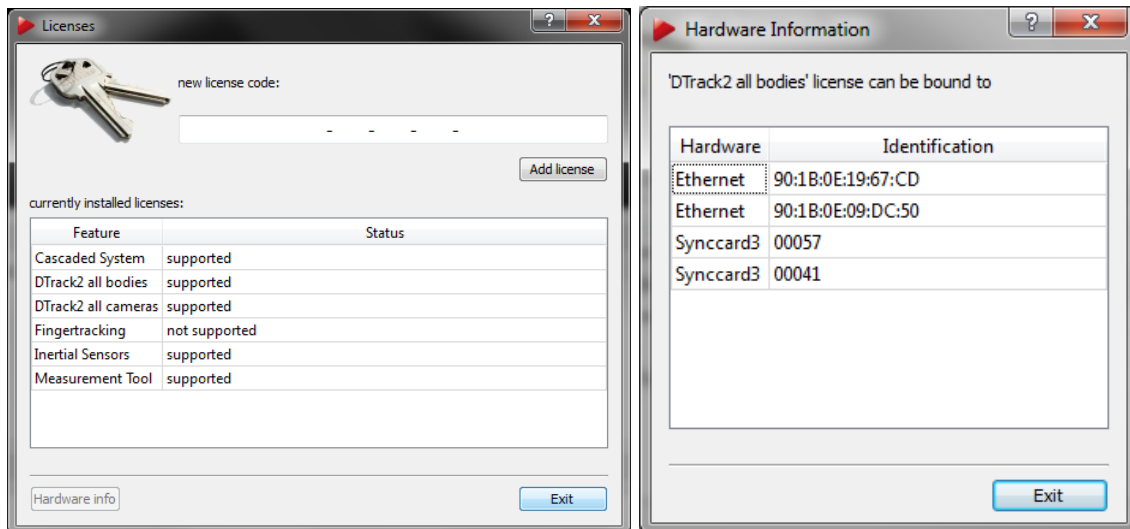 Licenses
new license code:
- - - -
Add license
currently installed licenses:
Feature Status
Cascaded System supported
DTrack2 all bodies supported
DTrack2 all cameras supported
Fingertracking not supported
Inertial Sensors supported
Measurement Tool supported
Hardware info Exit
Hardware Information
'DTrack2 all bodies' license can be bound to
Hardware Identification
Ethernet 90:1B:0E:19:67:CD
Ethernet 90:1B:0E:09:DC:50
Synccard3 00057
Synccard3 00041
Exit